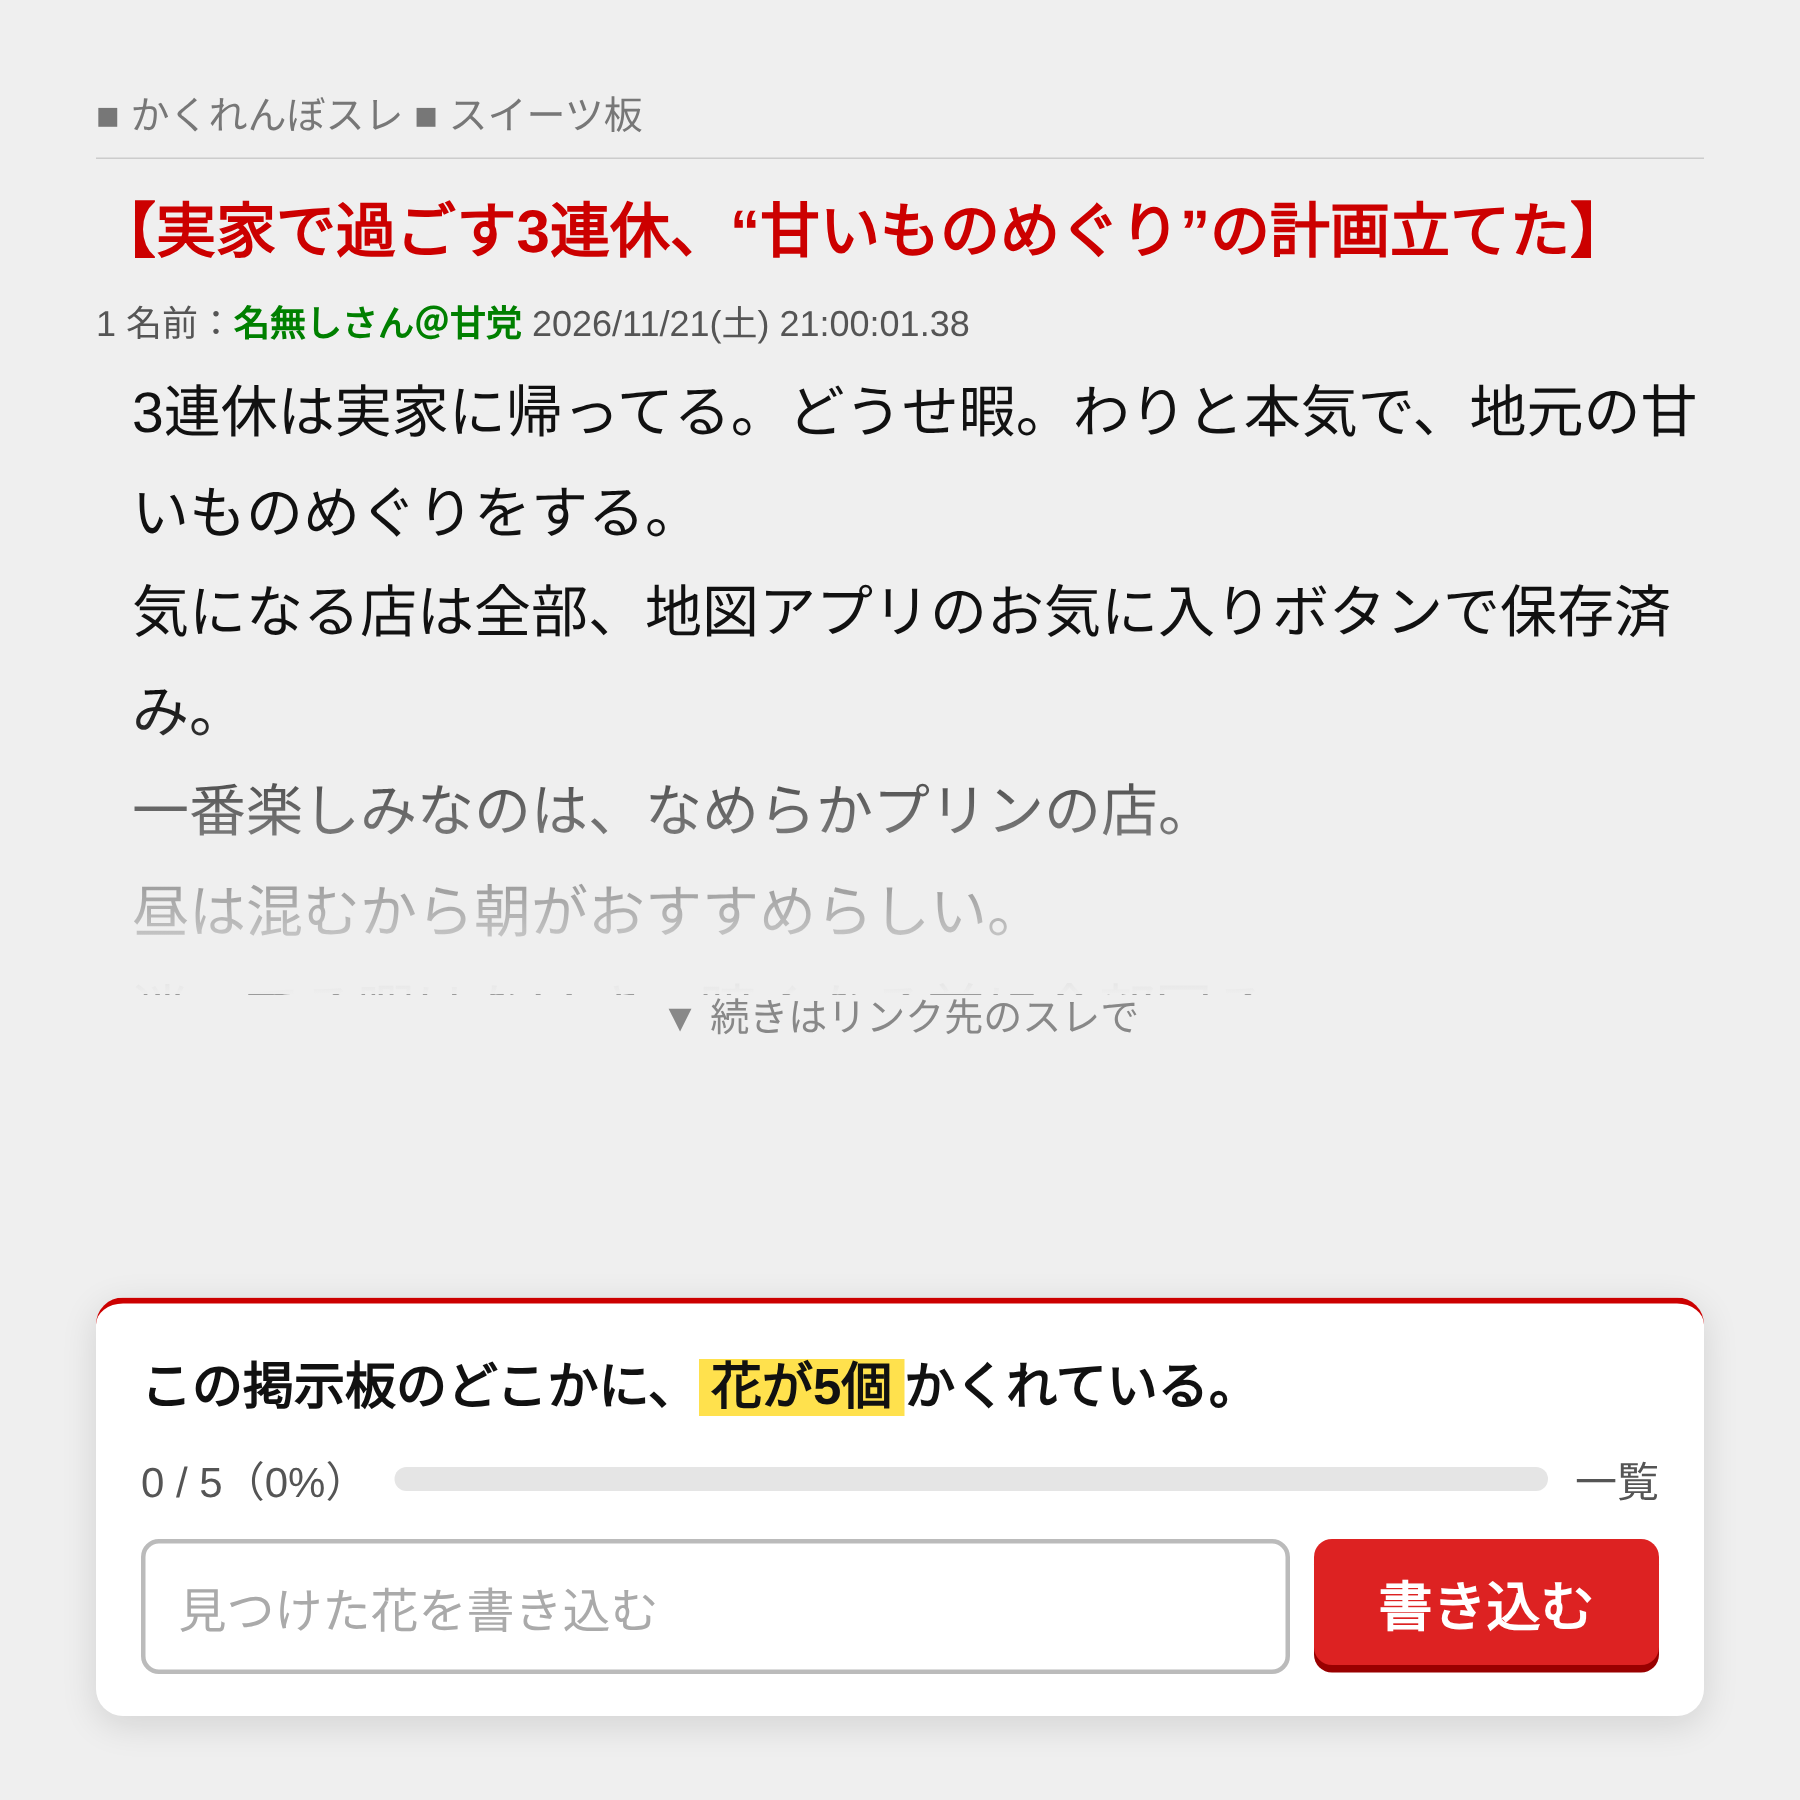 ■ かくれんぼスレ ■ スイーツ板
【実家で過ごす3連休、“甘いものめぐり”の計画立てた】
1 名前：名無しさん＠甘党 2026/11/21(土) 21:00:01.38
3連休は実家に帰ってる。どうせ暇。わりと本気で、地元の甘
いものめぐりをする。
気になる店は全部、地図アプリのお気に入りボタンで保存済
み。
一番楽しみなのは、なめらかプリンの店。
昼は混むから朝がおすすめらしい。
▼ 続きはリンク先のスレで
この掲示板のどこかに、花が5個かくれている。
0 / 5（0%） 一覧
見つけた花を書き込む 書き込む